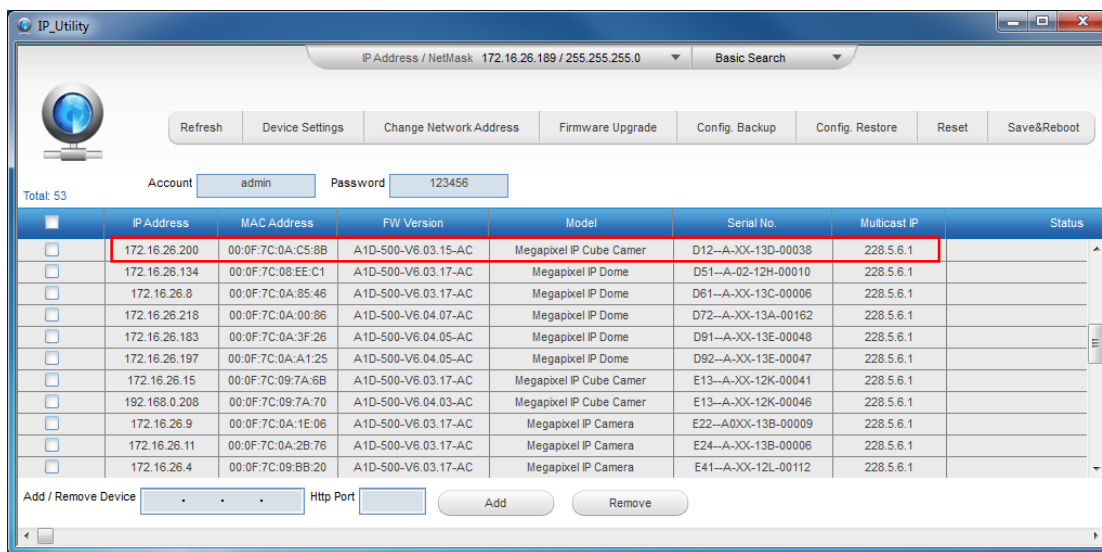 IP_Utility
IP Address / NetMask 172.16.26.189 / 255.255.255.0 Basic Search
Refresh Device Settings Change Network Address Firmware Upgrade Config. Backup Config. Restore Reset Save&Reboot
Account admin Password 123456
Total: 53
IP Address MAC Address FW Version Model Serial No. Multicast IP Status
172.16.26.200 00:0F:7C:0A:C5:8B A1D-500-V6.03.15-AC Megapixel IP Cube Camer D12--A-XX-13D-00038 228.5.6.1
172.16.26.134 00:0F:7C:08:EE:C1 A1D-500-V6.03.17-AC Megapixel IP Dome D51--A-02-12H-00010 228.5.6.1
172.16.26.8 00:0F:7C:0A:85:46 A1D-500-V6.03.17-AC Megapixel IP Dome D61--A-XX-13C-00006 228.5.6.1
172.16.26.218 00:0F:7C:0A:00:86 A1D-500-V6.04.07-AC Megapixel IP Dome D72--A-XX-13A-00162 228.5.6.1
172.16.26.183 00:0F:7C:0A:3F:26 A1D-500-V6.04.05-AC Megapixel IP Dome D91--A-XX-13E-00048 228.5.6.1
172.16.26.197 00:0F:7C:0A:A1:25 A1D-500-V6.04.05-AC Megapixel IP Dome D92--A-XX-13E-00047 228.5.6.1
172.16.26.15 00:0F:7C:09:7A:6B A1D-500-V6.03.17-AC Megapixel IP Cube Camer E13--A-XX-12K-00041 228.5.6.1
192.168.0.208 00:0F:7C:09:7A:70 A1D-500-V6.04.03-AC Megapixel IP Cube Camer E13--A-XX-12K-00046 228.5.6.1
172.16.26.9 00:0F:7C:0A:1E:06 A1D-500-V6.03.17-AC Megapixel IP Camera E22--A0XX-13B-00009 228.5.6.1
172.16.26.11 00:0F:7C:0A:2B:76 A1D-500-V6.03.17-AC Megapixel IP Camera E24--A-XX-13B-00006 228.5.6.1
172.16.26.4 00:0F:7C:09:BB:20 A1D-500-V6.03.17-AC Megapixel IP Camera E41--A-XX-12L-00112 228.5.6.1
Add / Remove Device . . . Http Port Add Remove